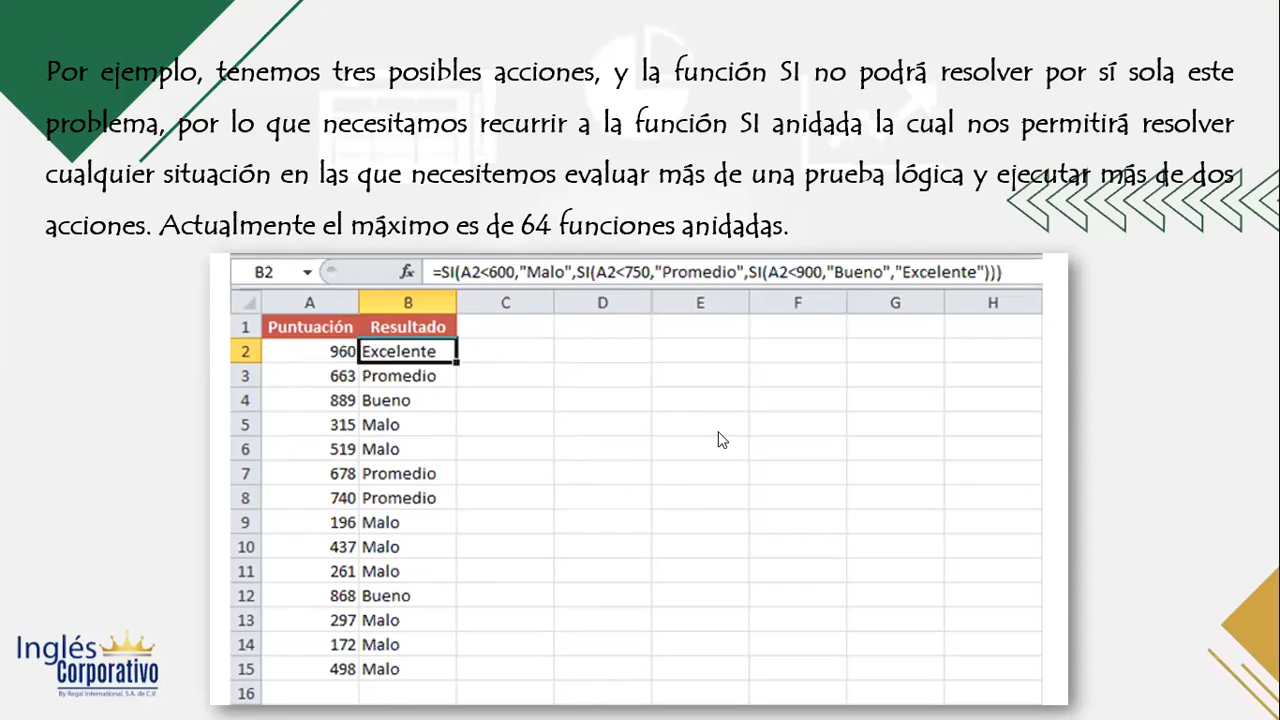 Por ejemplo, tenemos tres posibles acciones, y la función SI no podrá resolver por sí sola este
problema, por lo que necesitamos recurrir a la función SI anidada la cual nos permitirá resolver
cualquier situación en las que necesitemos evaluar más de una prueba lógica y ejecutar más de dos
acciones. Actualmente el máximo es de 64 funciones anidadas.
B2 fx =SI(A2<600,"Malo",SI(A2<750,"Promedio",SI(A2<900,"Bueno","Excelente")))
A B C D E F G H
1 Puntuación Resultado
2 960 Excelente
3 663 Promedio
4 889 Bueno
5 315 Malo
6 519 Malo
7 678 Promedio
8 740 Promedio
9 196 Malo
10 437 Malo
11 261 Malo
12 868 Bueno
13 297 Malo
14 172 Malo
15 498 Malo
16
Inglés
Corporativo
By Regal International, S.A. de C.V.